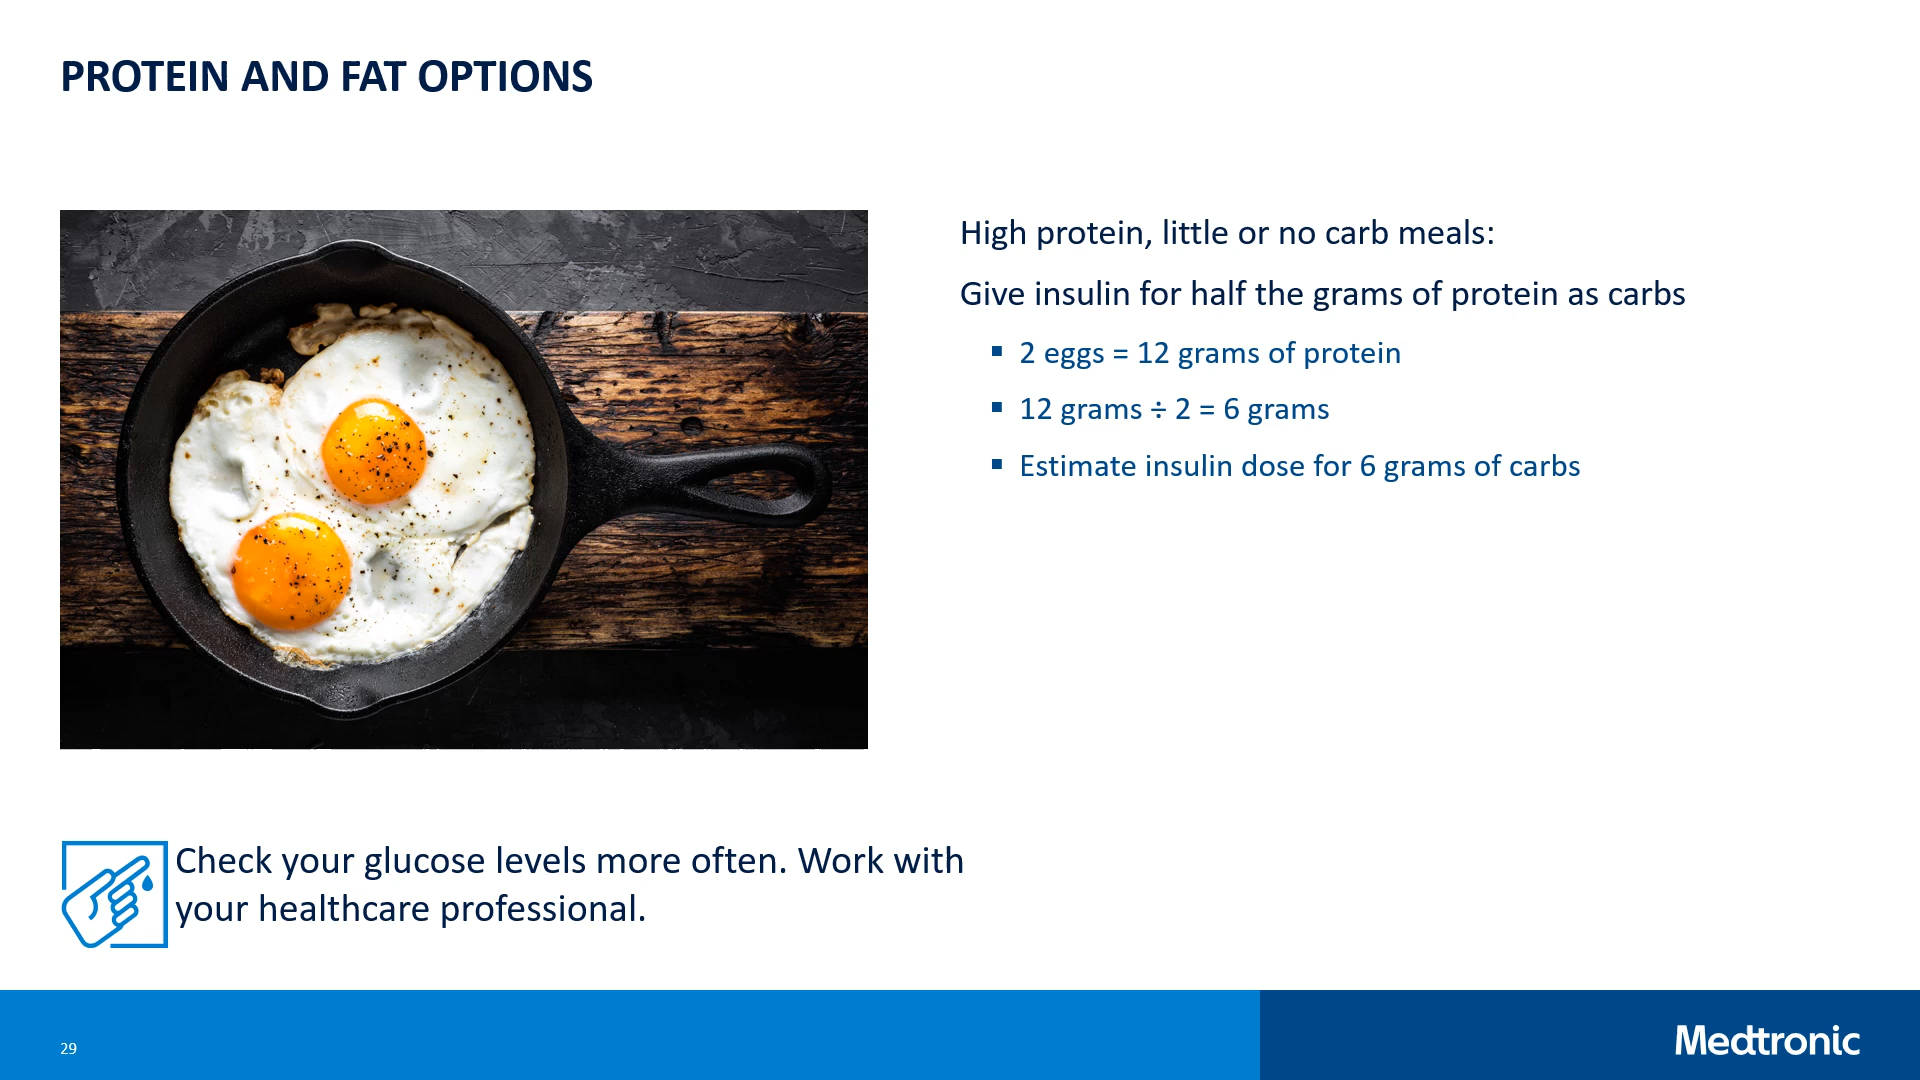 PROTEIN AND FAT OPTIONS
High protein, little or no carb meals:
Give insulin for half the grams of protein as carbs
▪ 2 eggs = 12 grams of protein
▪ 12 grams ÷ 2 = 6 grams
▪ Estimate insulin dose for 6 grams of carbs
Check your glucose levels more often. Work with
your healthcare professional.
29
Medtronic